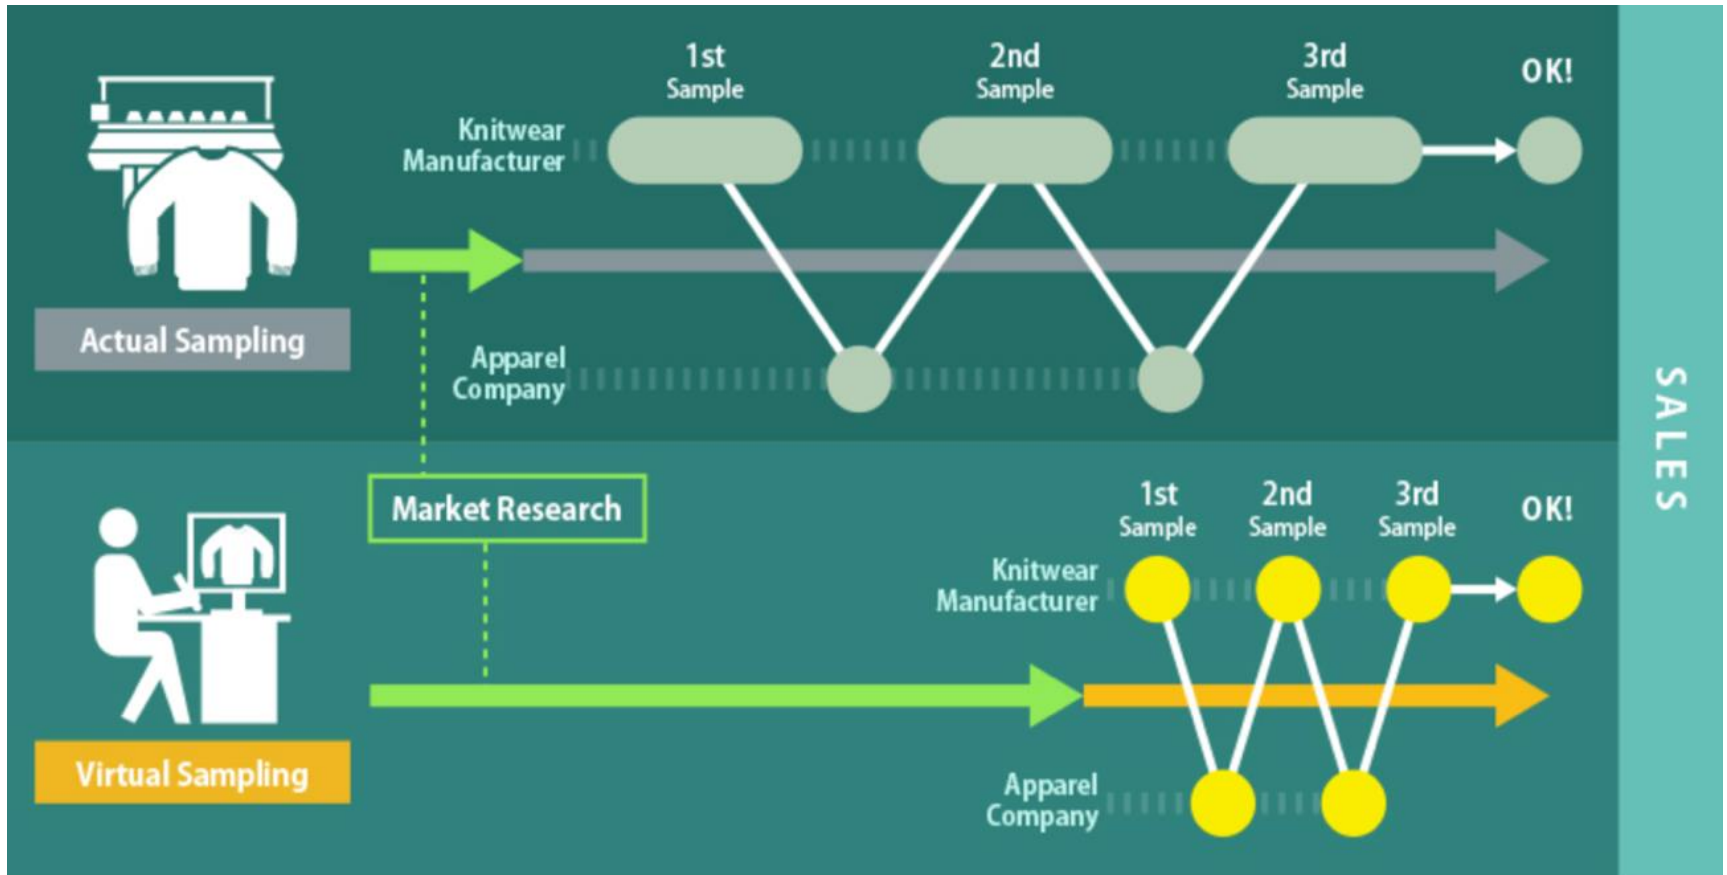 1st
Sample
2nd
Sample
3rd
Sample
OK!
Knitwear
Manufacturer
Actual Sampling
Apparel
Company
Market Research
1st
Sample
2nd
Sample
3rd
Sample
OK!
Knitwear
Manufacturer
Virtual Sampling
Apparel
Company
SALES